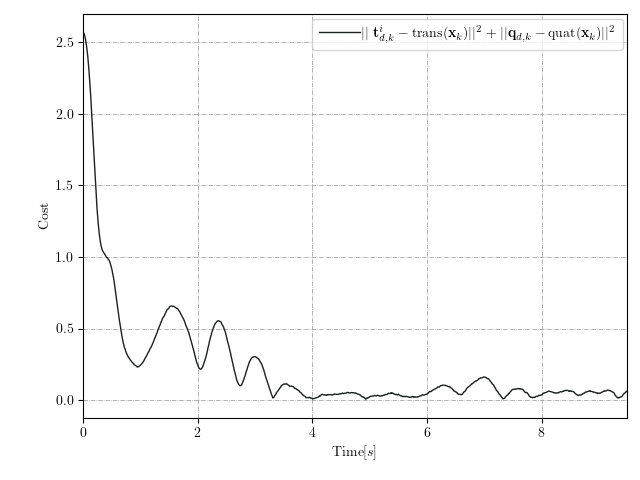 || t^i_{d,k} − trans(x_k)||^2 + ||q_{d,k} − quat(x_k)||^2
2.5
2.0
1.5
1.0
0.5
0.0
Cost
0 2 4 6 8
Time[s]